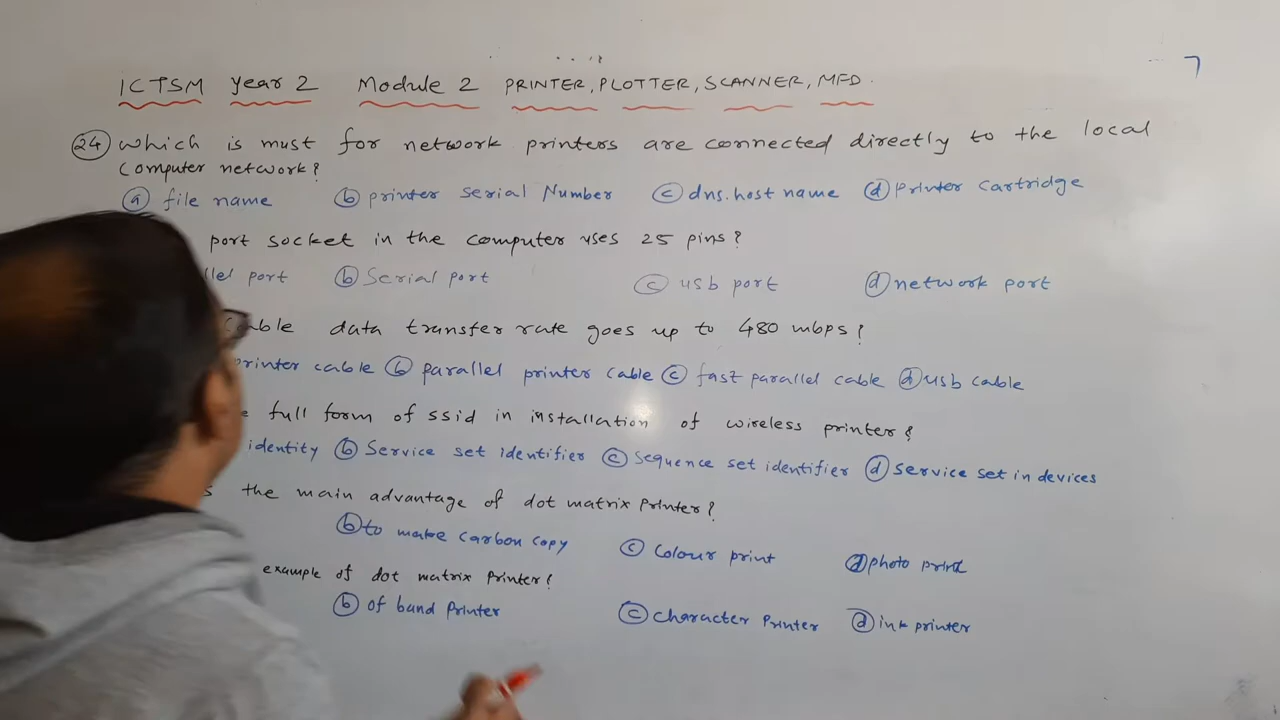 7
ICTSM Year 2 Module 2 PRINTER, PLOTTER, SCANNER, MFD.
24 which is must for network printers are connected directly to the local
Computer network?
a file name b printer serial Number c dns.host name d Printer Cartridge
port socket in the computer uses 25 pins?
llel port b Serial port c usb port d network port
Cable data transfer rate goes up to 480 mbps?
printer cable b parallel printer cable c fast parallel cable d usb cable
full form of ssid in installation of wireless printer?
identity b Service set identifier c Sequence set identifier d service set in devices
the main advantage of dot matrix Printer?
b to make carbon copy c Colour print d photo print
example of dot matrix Printer?
b of band Printer c character Printer d ink printer